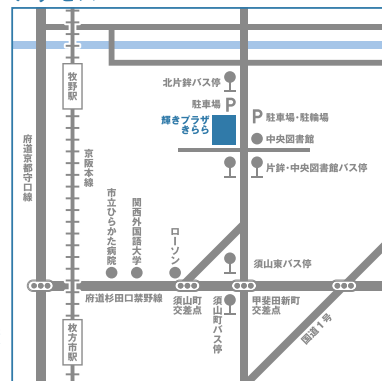 牧野駅
北片鉾バス停
駐車場
輝きプラザ
きらら
駐車場・駐輪場
中央図書館
片鉾・中央図書館バス停
府道京都守口線
京阪本線
市立ひらかた病院
関西外国語大学
ローソン
須山東バス停
府道杉田口禁野線
須山町
交差点
須山町バス停
甲斐田新町
交差点
枚方市駅
国道1号